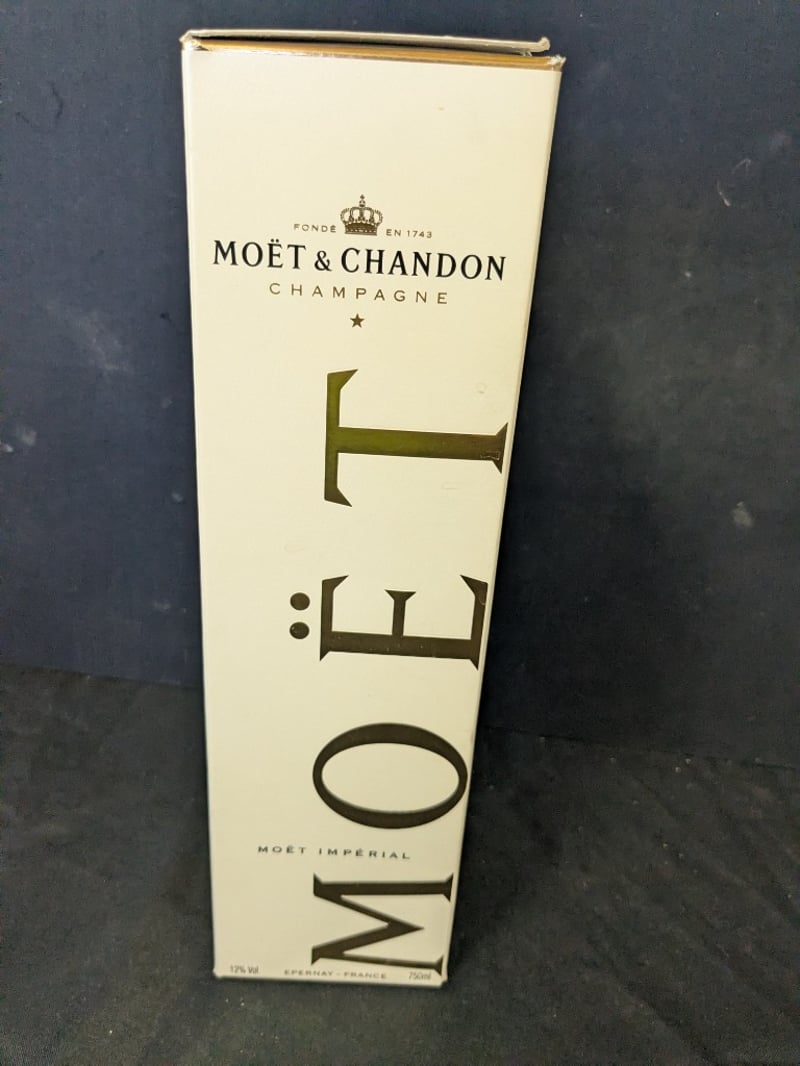 FONDÉ EN 1743
MOËT & CHANDON
CHAMPAGNE
MOËT
MOËT IMPÉRIAL
12% Vol EPERNAY - FRANCE 750ml